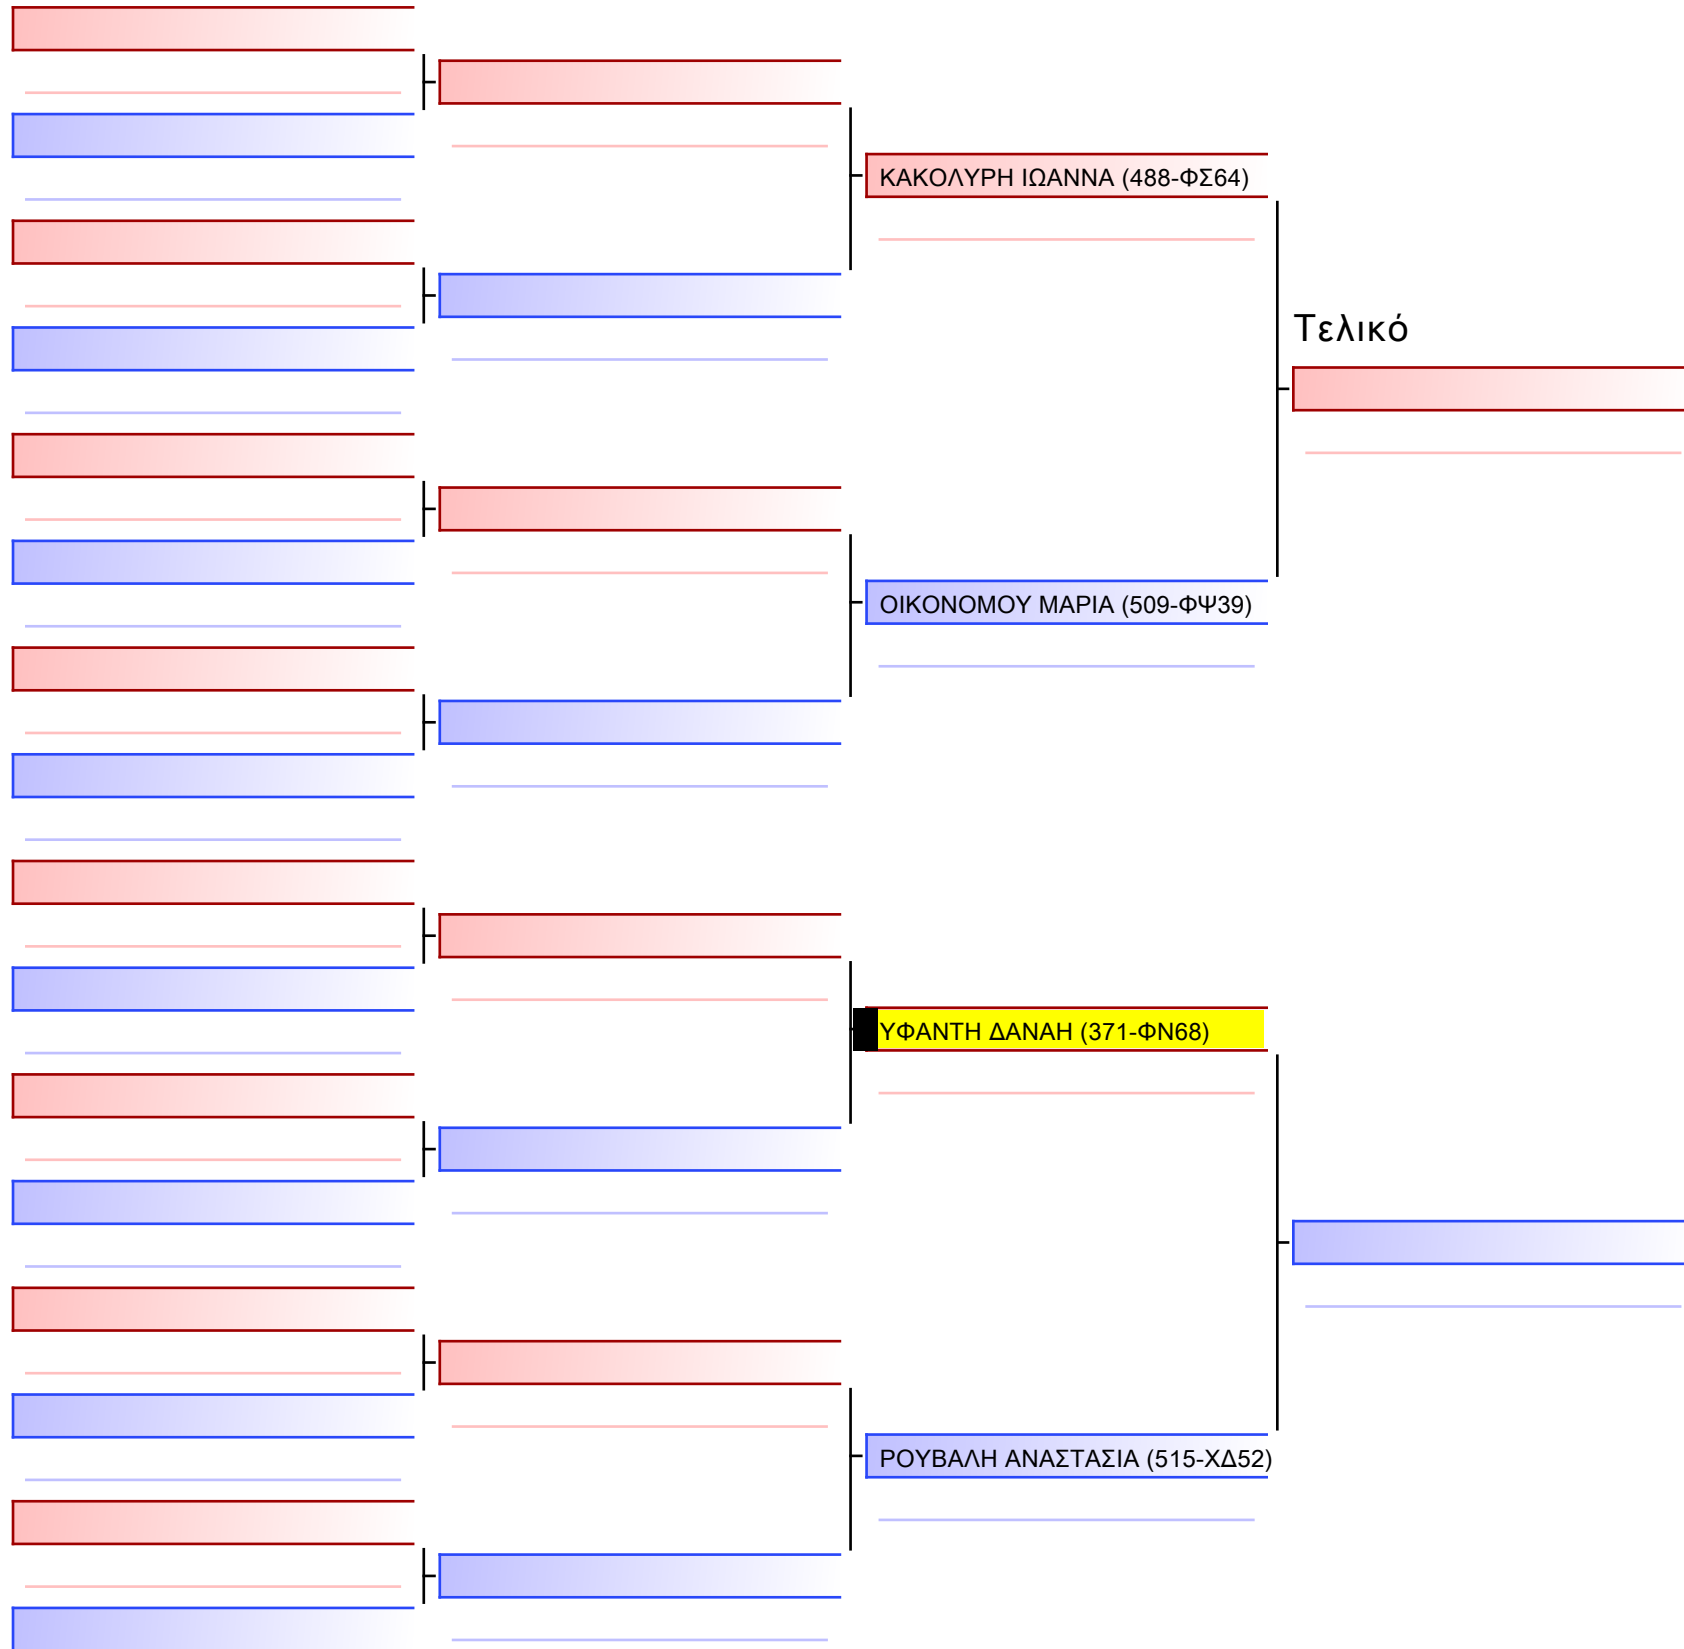 ΚΑΚΟΛΥΡΗ ΙΩΑΝΝΑ (488-ΦΣ64)
Τελικό
ΟΙΚΟΝΟΜΟΥ ΜΑΡΙΑ (509-ΦΨ39)
ΥΦΑΝΤΗ ΔΑΝΑΗ (371-ΦΝ68)
ΡΟΥΒΑΛΗ ΑΝΑΣΤΑΣΙΑ (515-ΧΔ52)